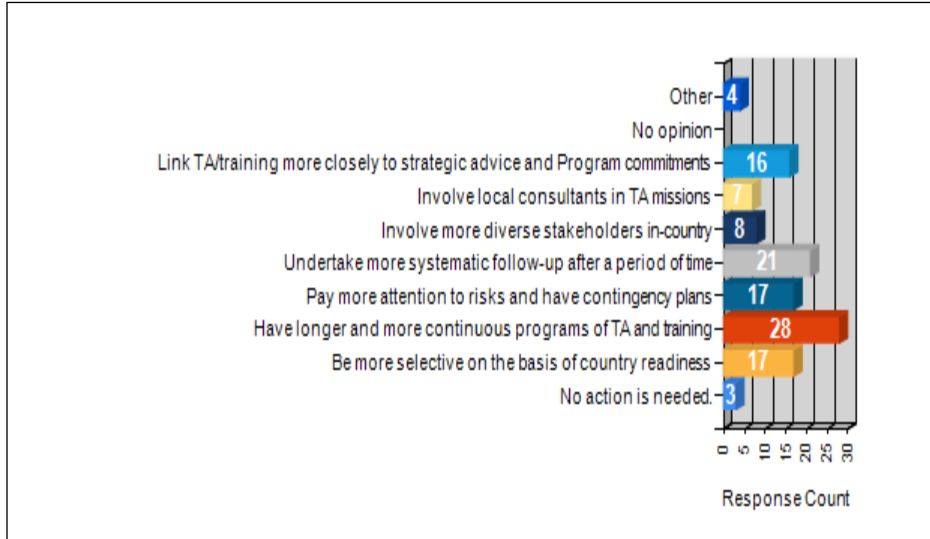 Other 4
No opinion
Link TA/training more closely to strategic advice and Program commitments 16
Involve local consultants in TA missions 7
Involve more diverse stakeholders in-country 8
Undertake more systematic follow-up after a period of time 21
Pay more attention to risks and have contingency plans 17
Have longer and more continuous programs of TA and training 28
Be more selective on the basis of country readiness 17
No action is needed. 3
0 5 10 15 20 25 30
Response Count